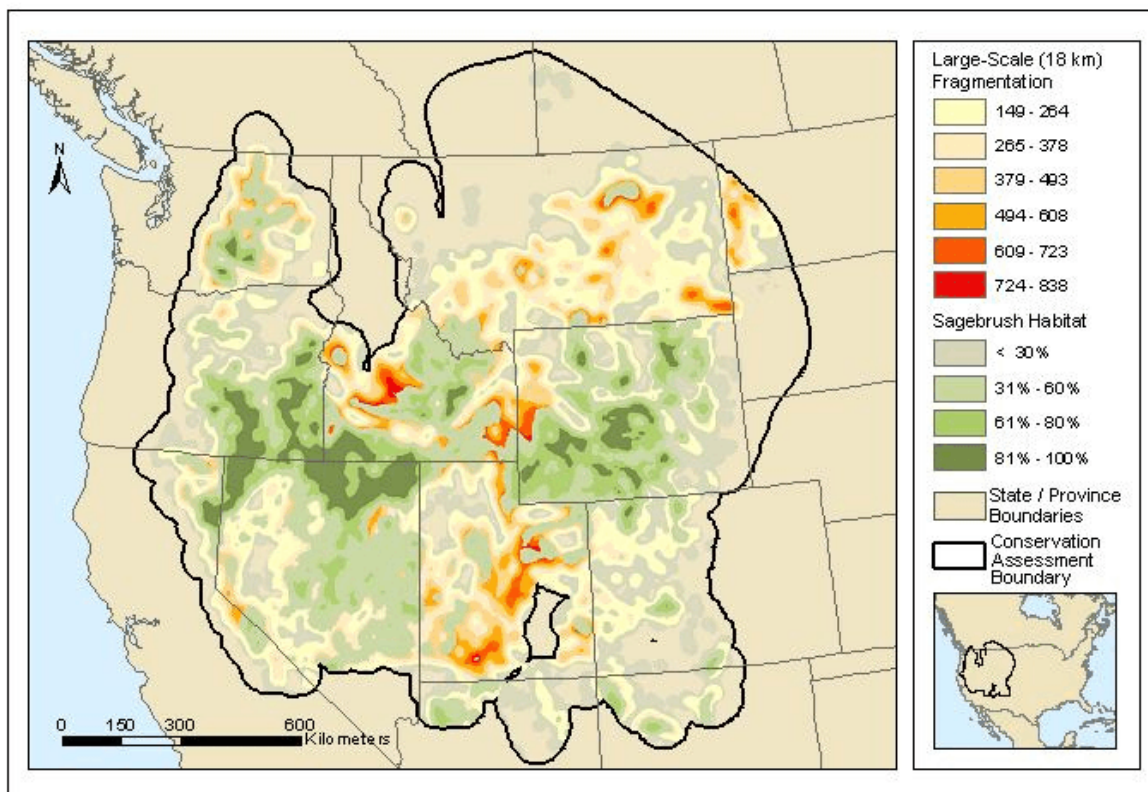 N
0 150 300 600
Kilometers
Large-Scale (18 km)
Fragmentation
149 - 264
265 - 378
379 - 493
494 - 608
609 - 723
724 - 838
Sagebrush Habitat
< 30%
31% - 60%
61% - 80%
81% - 100%
State / Province
Boundaries
Conservation
Assessment
Boundary